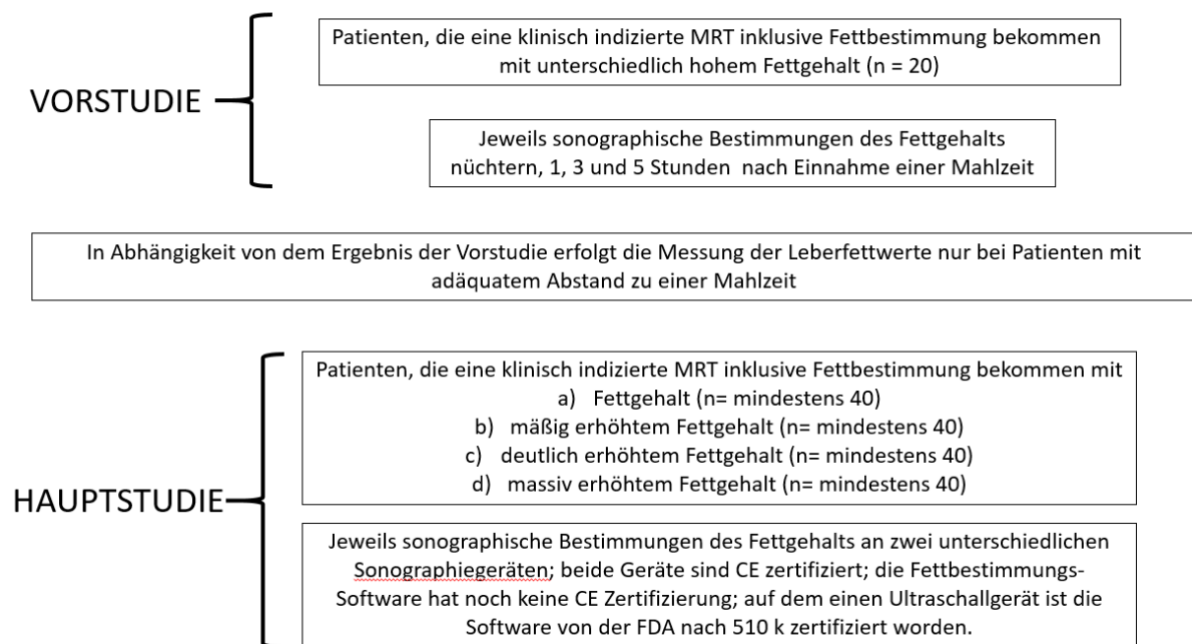 Patienten, die eine klinisch indizierte MRT inklusive Fettbestimmung bekommen
mit unterschiedlich hohem Fettgehalt (n = 20)
VORSTUDIE
Jeweils sonographische Bestimmungen des Fettgehalts
nüchtern, 1, 3 und 5 Stunden nach Einnahme einer Mahlzeit
In Abhängigkeit von dem Ergebnis der Vorstudie erfolgt die Messung der Leberfettwerte nur bei Patienten mit
adäquatem Abstand zu einer Mahlzeit
Patienten, die eine klinisch indizierte MRT inklusive Fettbestimmung bekommen mit
a) Fettgehalt (n= mindestens 40)
b) mäßig erhöhtem Fettgehalt (n= mindestens 40)
c) deutlich erhöhtem Fettgehalt (n= mindestens 40)
d) massiv erhöhtem Fettgehalt (n= mindestens 40)
HAUPTSTUDIE
Jeweils sonographische Bestimmungen des Fettgehalts an zwei unterschiedlichen
Sonographiegeräten; beide Geräte sind CE zertifiziert; die Fettbestimmungs-
Software hat noch keine CE Zertifizierung; auf dem einen Ultraschallgerät ist die
Software von der FDA nach 510 k zertifiziert worden.